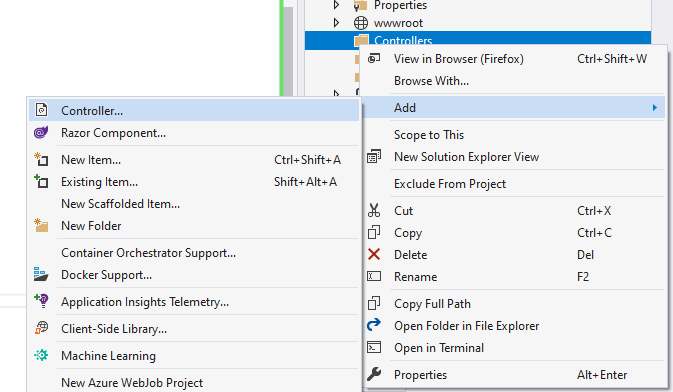 Properties
wwwroot
Controllers
View in Browser (Firefox) Ctrl+Shift+W
Browse With...
Add
Scope to This
New Solution Explorer View
Exclude From Project
Cut Ctrl+X
Copy Ctrl+C
Delete Del
Rename F2
Copy Full Path
Open Folder in File Explorer
Open in Terminal
Properties Alt+Enter
Controller...
Razor Component...
New Item... Ctrl+Shift+A
Existing Item... Shift+Alt+A
New Scaffolded Item...
New Folder
Container Orchestrator Support...
Docker Support...
Application Insights Telemetry...
Client-Side Library...
Machine Learning
New Azure WebJob Project